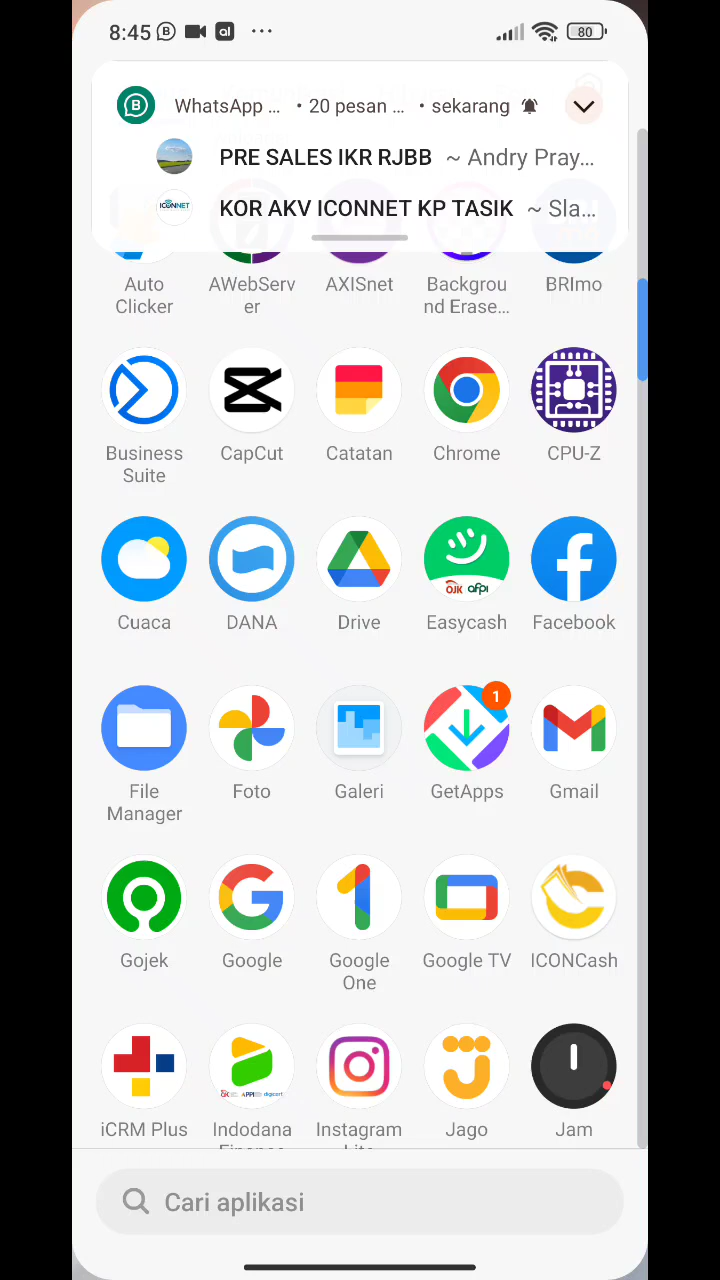 8:45
80
WhatsApp ... • 20 pesan ... • sekarang
PRE SALES IKR RJBB ~ Andry Pray...
KOR AKV ICONNET KP TASIK ~ Sla...
Auto Clicker
AWebServer
AXISnet
Background Erase...
BRImo
Business Suite
CapCut
Catatan
Chrome
CPU-Z
Cuaca
DANA
Drive
Easycash
Facebook
File Manager
Foto
Galeri
GetApps
1
Gmail
Gojek
Google
Google One
Google TV
ICONCash
iCRM Plus
Indodana
Instagram
Jago
Jam
Cari aplikasi